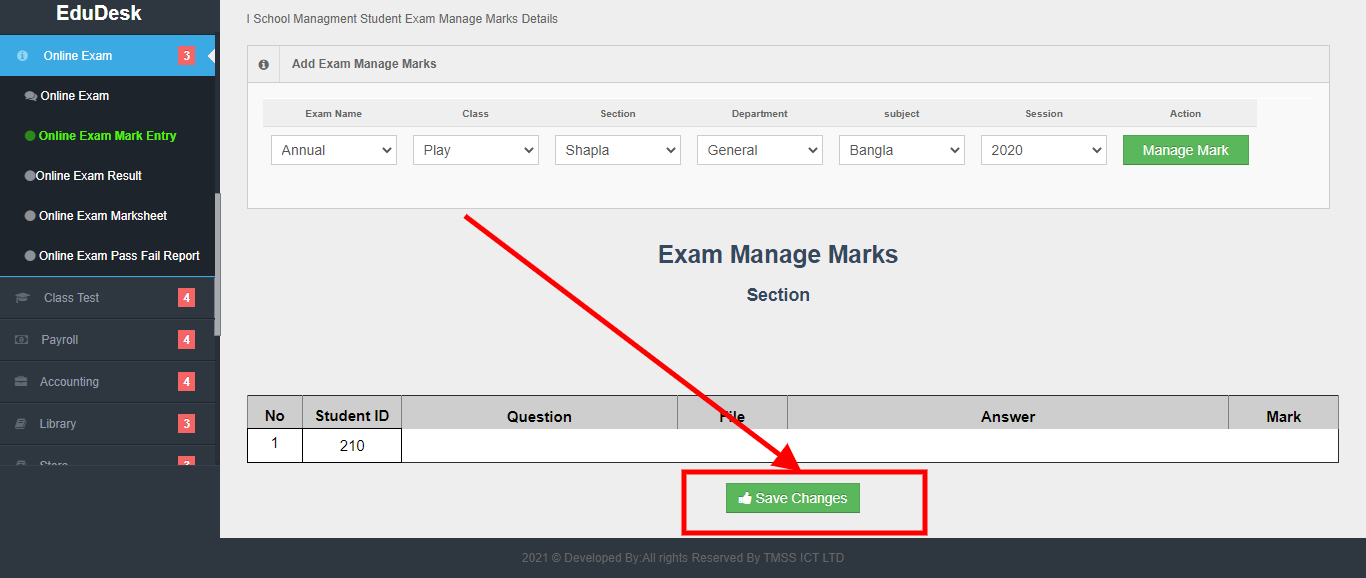 EduDesk
I School Managment Student Exam Manage Marks Details
Online Exam 3
Online Exam
Online Exam Mark Entry
Online Exam Result
Online Exam Marksheet
Online Exam Pass Fail Report
Class Test 4
Payroll 4
Accounting 4
Library 3
Store
Add Exam Manage Marks
Exam Name Class Section Department subject Session Action
Annual Play Shapla General Bangla 2020 Manage Mark
Exam Manage Marks
Section
No Student ID Question File Answer Mark
1 210
Save Changes
2021 © Developed By:All rights Reserved By TMSS ICT LTD